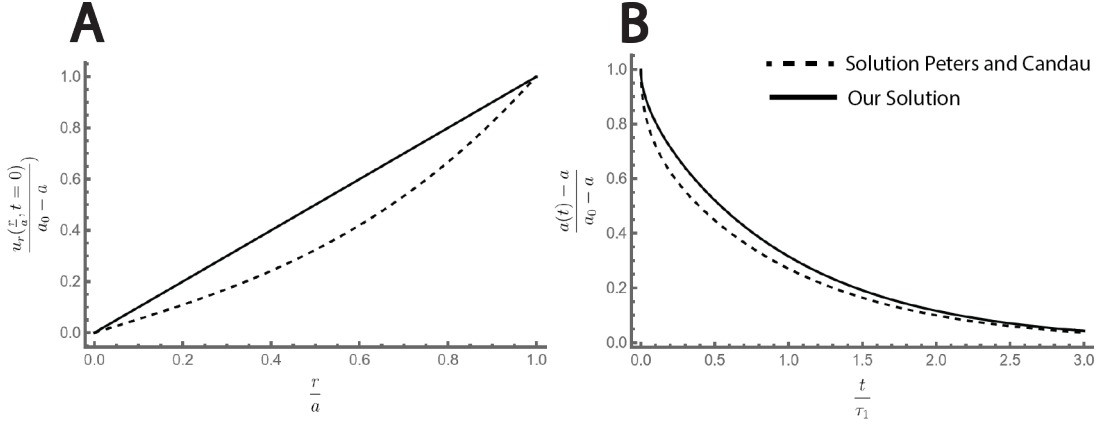 A
1.0
0.8
0.6
0.4
0.2
0.0
u_r(r/a, t = 0)
a_0 − a
)
0.0 0.2 0.4 0.6 0.8 1.0
r
a
B
Solution Peters and Candau
Our Solution
1.0
0.8
0.6
0.4
0.2
0.0
a(t) − a
a_0 − a
0.0 0.5 1.0 1.5 2.0 2.5 3.0
t
τ_1